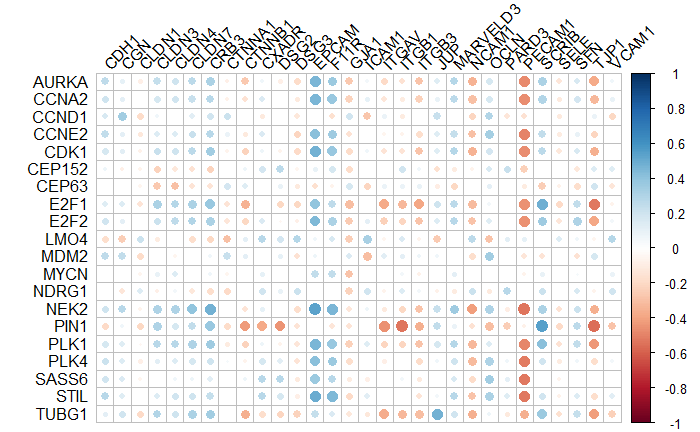 CDH1
CGN
CLDN1
CLDN3
CLDN4
CLDN7
CRB3
CTNNA1
CTNNB1
CXADR
DSG2
DSG3
EPCAM
F11R
GJA1
ICAM1
ITGAV
ITGB1
ITGB3
JUP
MARVELD3
NCAM1
OCLN
PARD3
PECAM1
SCRIB
SELE
SFN
TJP1
VCAM1
AURKA
CCNA2
CCND1
CCNE2
CDK1
CEP152
CEP63
E2F1
E2F2
LMO4
MDM2
MYCN
NDRG1
NEK2
PIN1
PLK1
PLK4
SASS6
STIL
TUBG1
1
0.8
0.6
0.4
0.2
0
-0.2
-0.4
-0.6
-0.8
-1